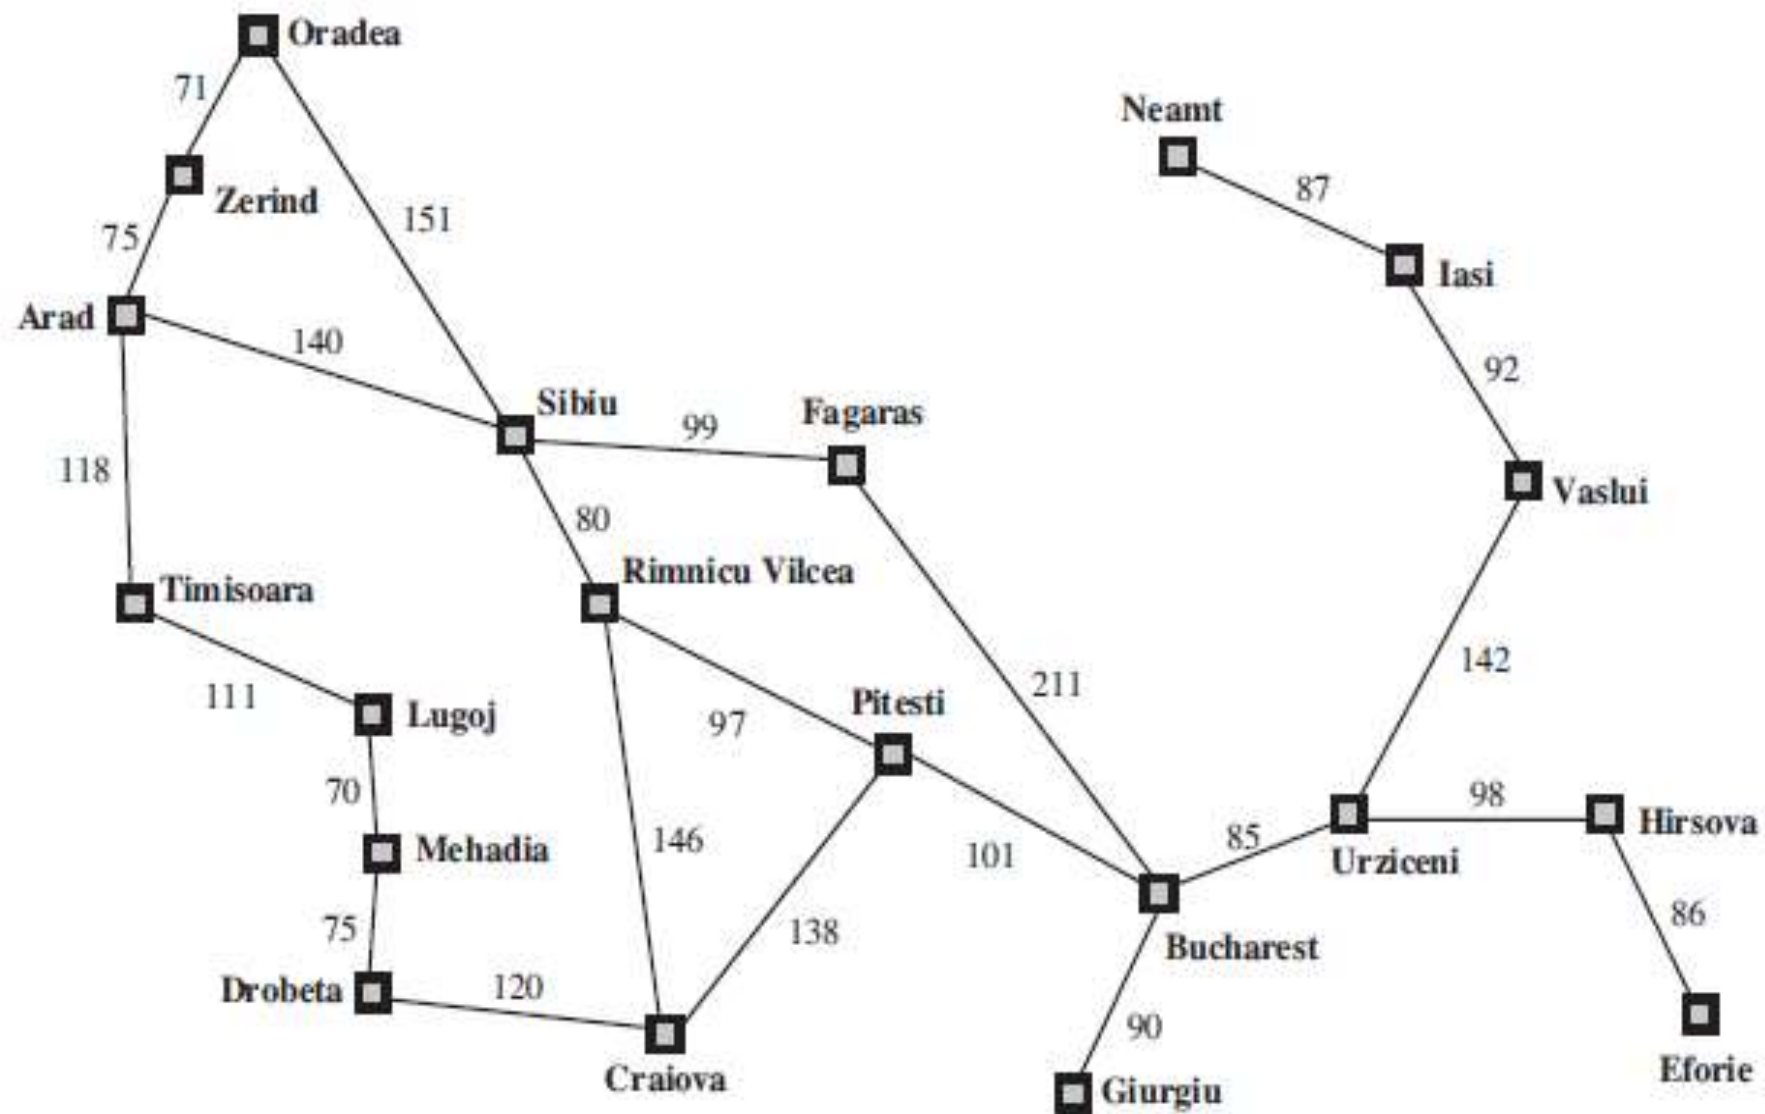 Oradea
71
Neamt
87
Zerind
151
75
Iasi
Arad
140
92
Sibiu
99
Fagaras
118
Vaslui
80
Timisoara
Rimnicu Vilcea
142
211
111
Lugoj
97
Pitesti
70
98
Hirsova
146
85
Mehadia
101
Urziceni
86
75
138
Bucharest
Drobeta
120
90
Craiova
Giurgiu
Eforie